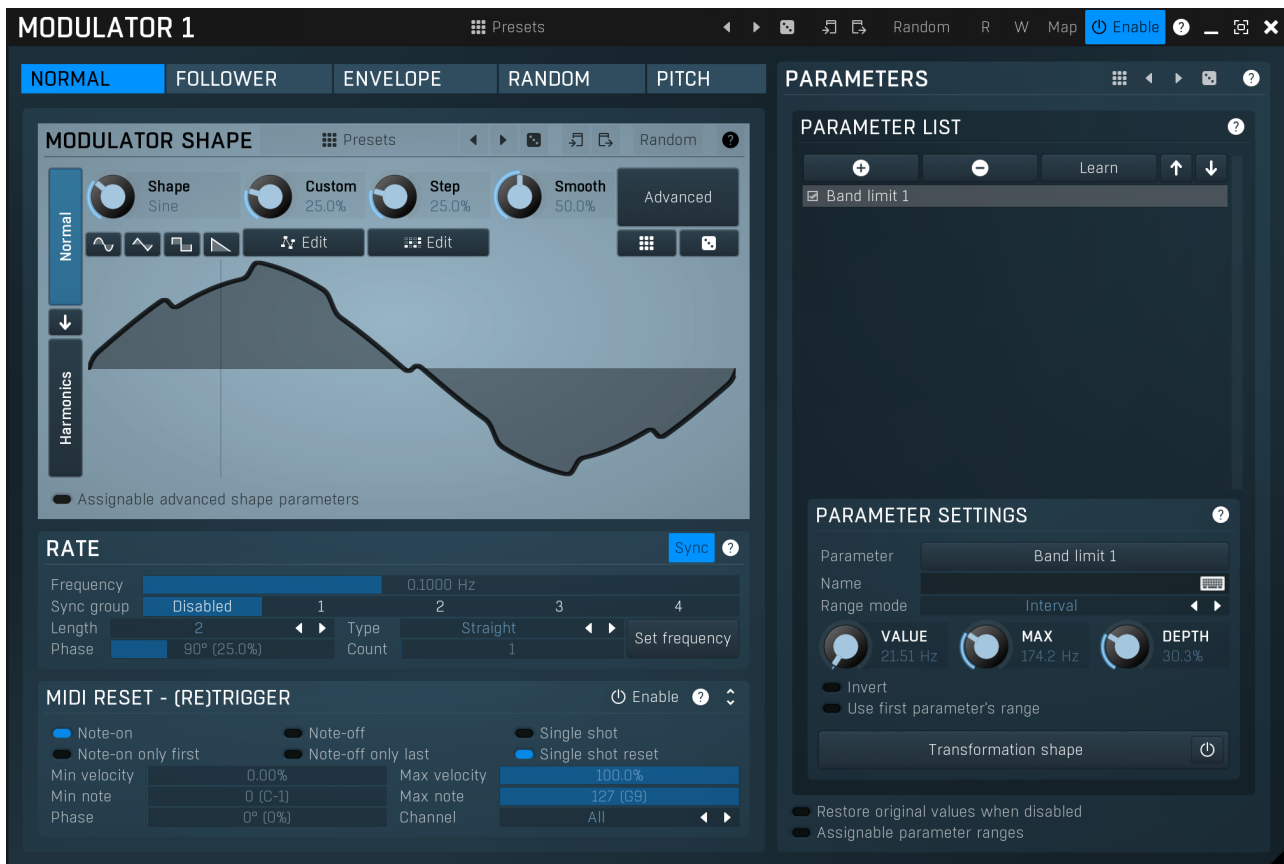 MODULATOR 1 Presets Random R W Map Enable ?
NORMAL FOLLOWER ENVELOPE RANDOM PITCH
MODULATOR SHAPE Presets Random ?
Normal
Harmonics
Shape Custom Step Smooth
Sine 25.0% 25.0% 50.0%
Advanced
Edit Edit
Assignable advanced shape parameters
RATE Sync ?
Frequency 0.1000 Hz
Sync group Disabled 1 2 3 4
Length 2 Type Straight
Phase 90° (25.0%) Count 1
Set frequency
MIDI RESET - (RE)TRIGGER Enable ?
Note-on Note-off Single shot
Note-on only first Note-off only last Single shot reset
Min velocity 0.00% Max velocity 100.0%
Min note 0 (C-1) Max note 127 (G9)
Phase 0° (0%) Channel All
PARAMETERS ?
PARAMETER LIST ?
Learn
Band limit 1
PARAMETER SETTINGS ?
Parameter Band limit 1
Name
Range mode Interval
VALUE MAX DEPTH
21.51 Hz 174.2 Hz 30.3%
Invert
Use first parameter's range
Transformation shape
Restore original values when disabled
Assignable parameter ranges